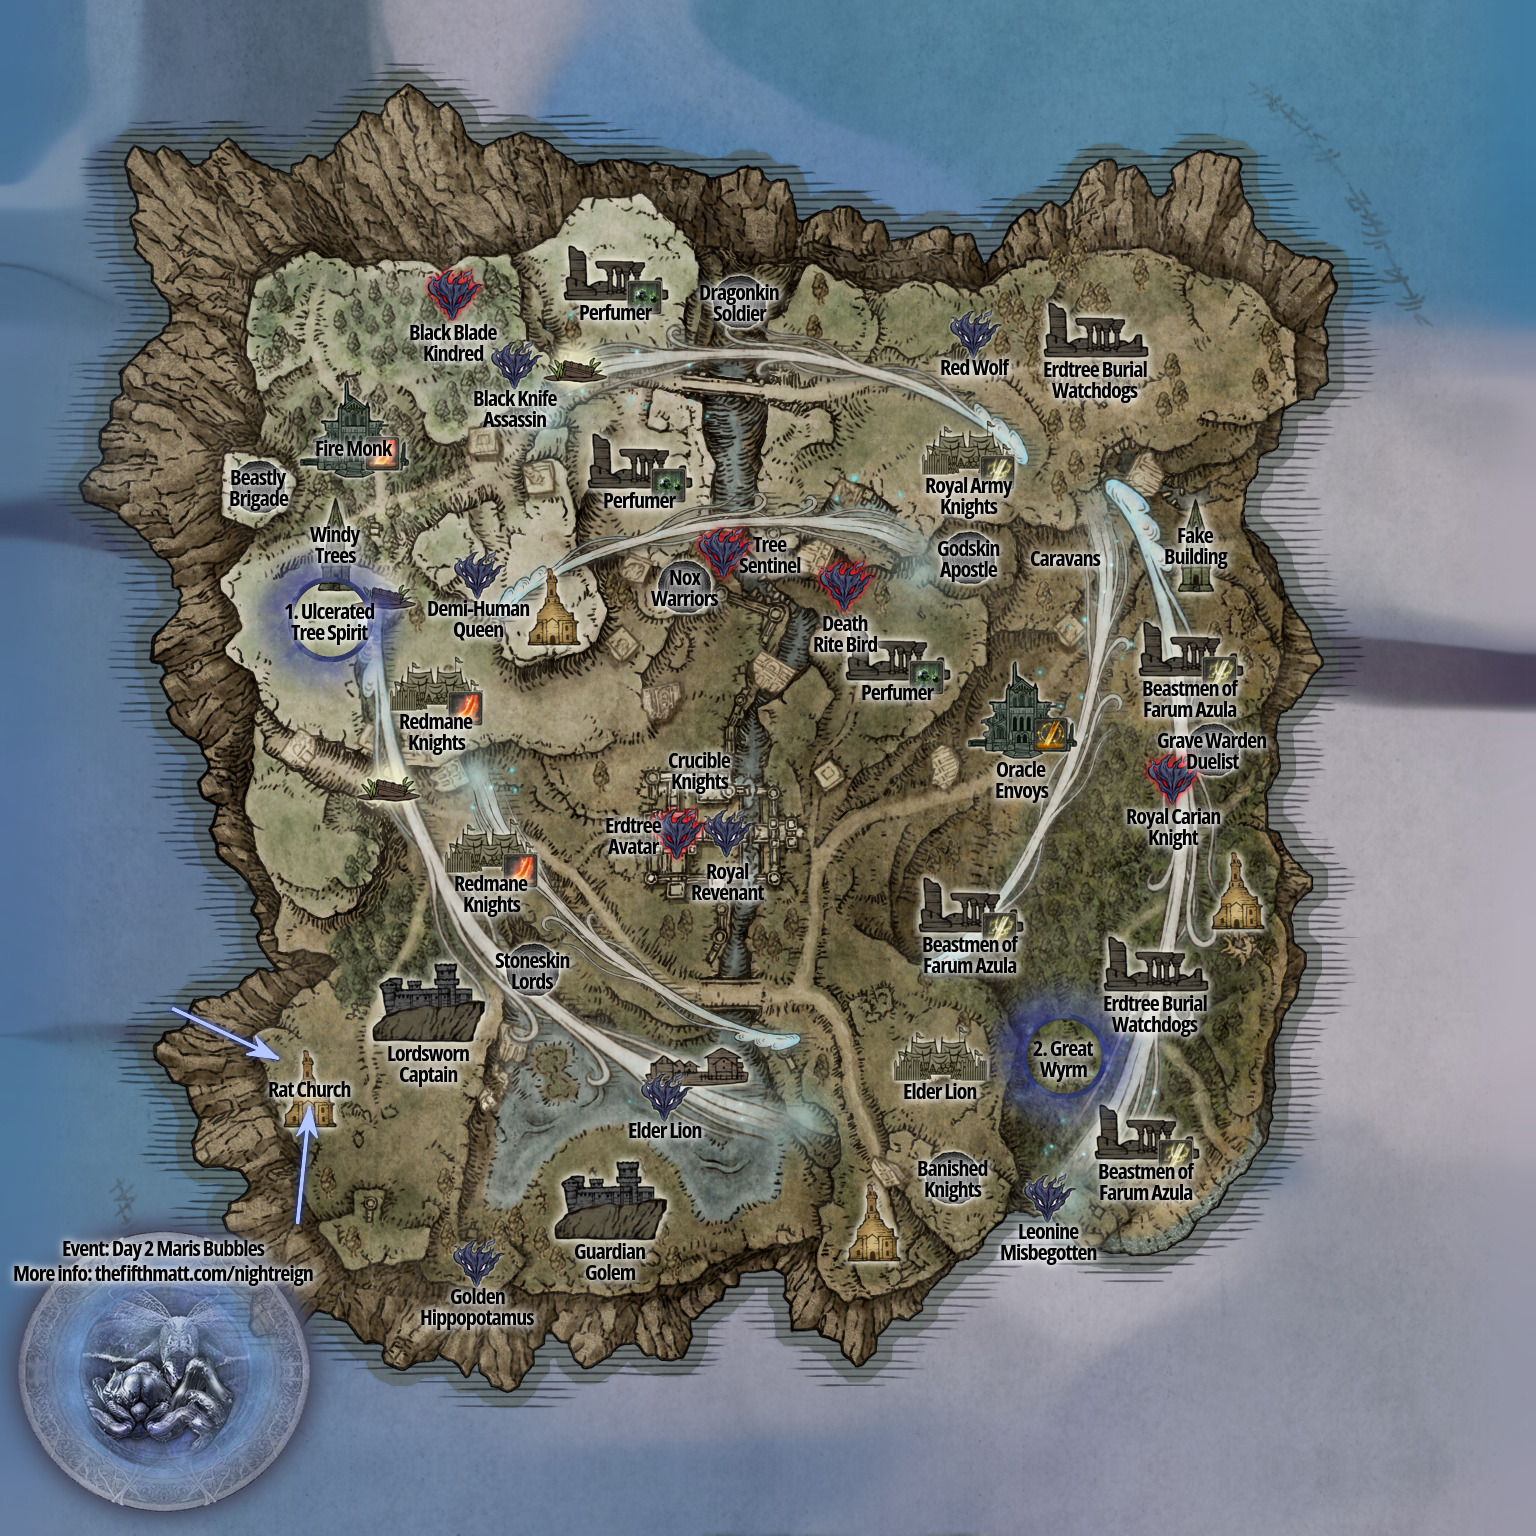 Perfumer
Dragonkin
Soldier
Black Blade
Kindred
Red Wolf
Erdtree Burial
Watchdogs
Black Knife
Assassin
Fire Monk
Beastly
Brigade
Perfumer
Royal Army
Knights
Windy
Trees
Tree
Sentinel
Godskin
Apostle
Caravans
Fake
Building
Nox
Warriors
1. Ulcerated
Tree Spirit
Demi-Human
Queen
Death
Rite Bird
Perfumer
Beastmen of
Farum Azula
Redmane
Knights
Grave Warden
Duelist
Crucible
Knights
Oracle
Envoys
Royal Carian
Knight
Erdtree
Avatar
Royal
Revenant
Redmane
Knights
Beastmen of
Farum Azula
Stoneskin
Lords
Erdtree Burial
Watchdogs
Lordsworn
Captain
2. Great
Wyrm
Rat Church
Elder Lion
Elder Lion
Banished
Knights
Beastmen of
Farum Azula
Leonine
Misbegotten
Guardian
Golem
Event: Day 2 Maris Bubbles
More info: thefifthmatt.com/nightreign
Golden
Hippopotamus